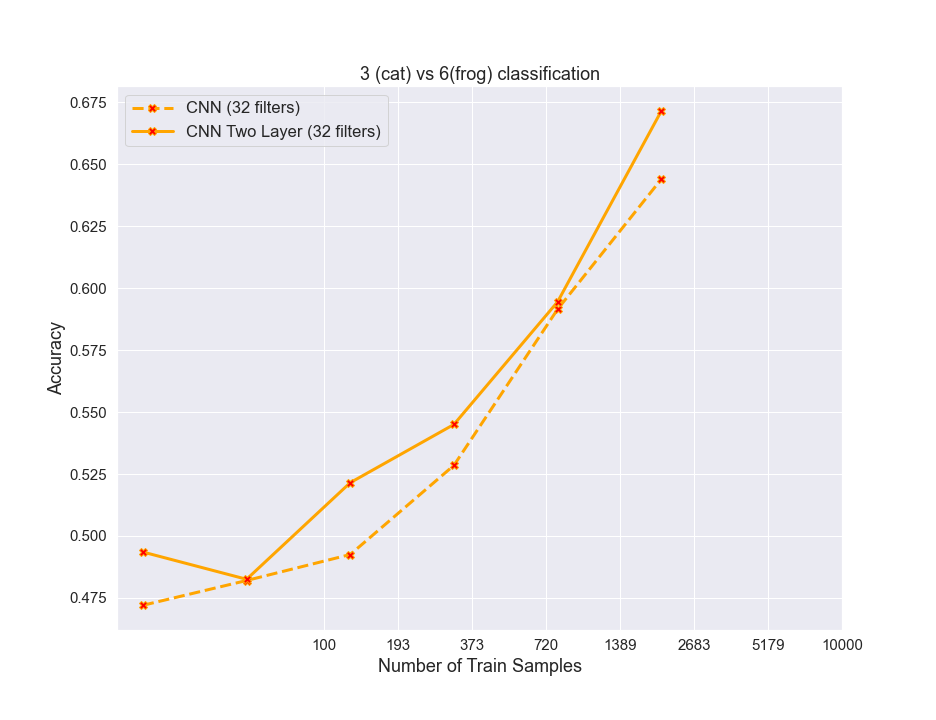 3 (cat) vs 6(frog) classification
CNN (32 filters)
CNN Two Layer (32 filters)
Accuracy
0.675
0.650
0.625
0.600
0.575
0.550
0.525
0.500
0.475
100 193 373 720 1389 2683 5179 10000
Number of Train Samples